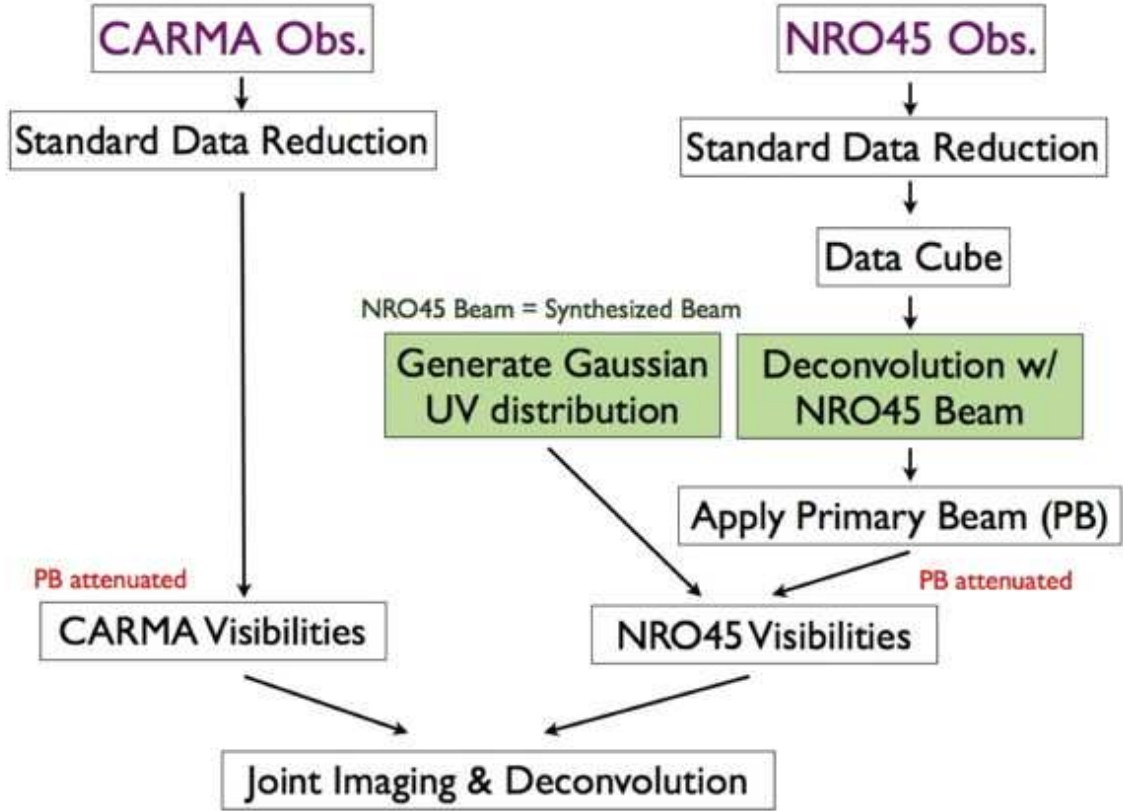 CARMA Obs.
NRO45 Obs.
Standard Data Reduction
Standard Data Reduction
Data Cube
NRO45 Beam = Synthesized Beam
Generate Gaussian
UV distribution
Deconvolution w/
NRO45 Beam
Apply Primary Beam (PB)
PB attenuated
PB attenuated
CARMA Visibilities
NRO45 Visibilities
Joint Imaging & Deconvolution